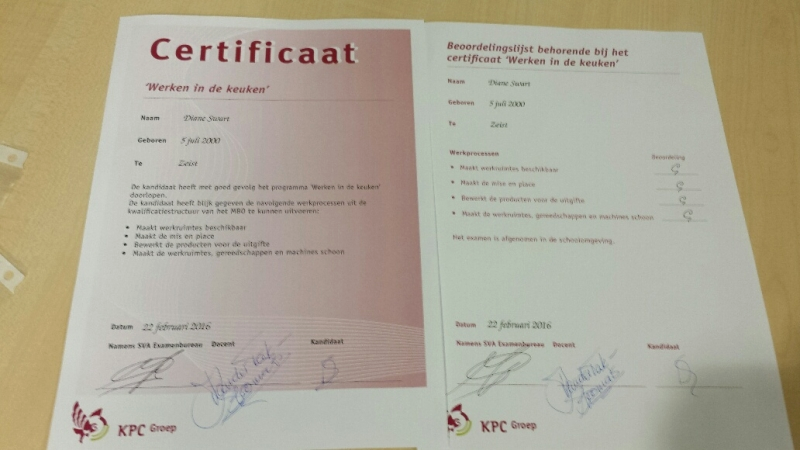 Certificaat
'Werken in de keuken'
Naam Diane Swart
Geboren 5 juli 2000
Te Zeist
De kandidaat heeft met goed gevolg het programma 'Werken in de keuken'
doorlopen.
De kandidaat heeft blijk gegeven de navolgende werkprocessen uit de
kwalificatiestructuur van het MBO te kunnen uitvoeren:
• Maakt werkruimtes beschikbaar
• Maakt de mis en place
• Bewerkt de producten voor de uitgifte
• Maakt de werkruimtes, gereedschappen en machines schoon
Datum 22 februari 2016
Namens SVA Examenbureau Docent Kandidaat
KPC Groep
Beoordelingslijst behorende bij het
certificaat 'Werken in de keuken'
Naam Diane Swart
Geboren 5 juli 2000
Te Zeist
Werkprocessen Beoordeling
• Maakt werkruimtes beschikbaar G
• Maakt de mise en place G
• Bewerkt de producten voor de uitgifte G
• Maakt de werkruimtes, gereedschappen en machines schoon G
Het examen is afgenomen in de schoolomgeving.
Datum 22 februari 2016
Namens SVA Examenbureau Docent Kandidaat
KPC Groep